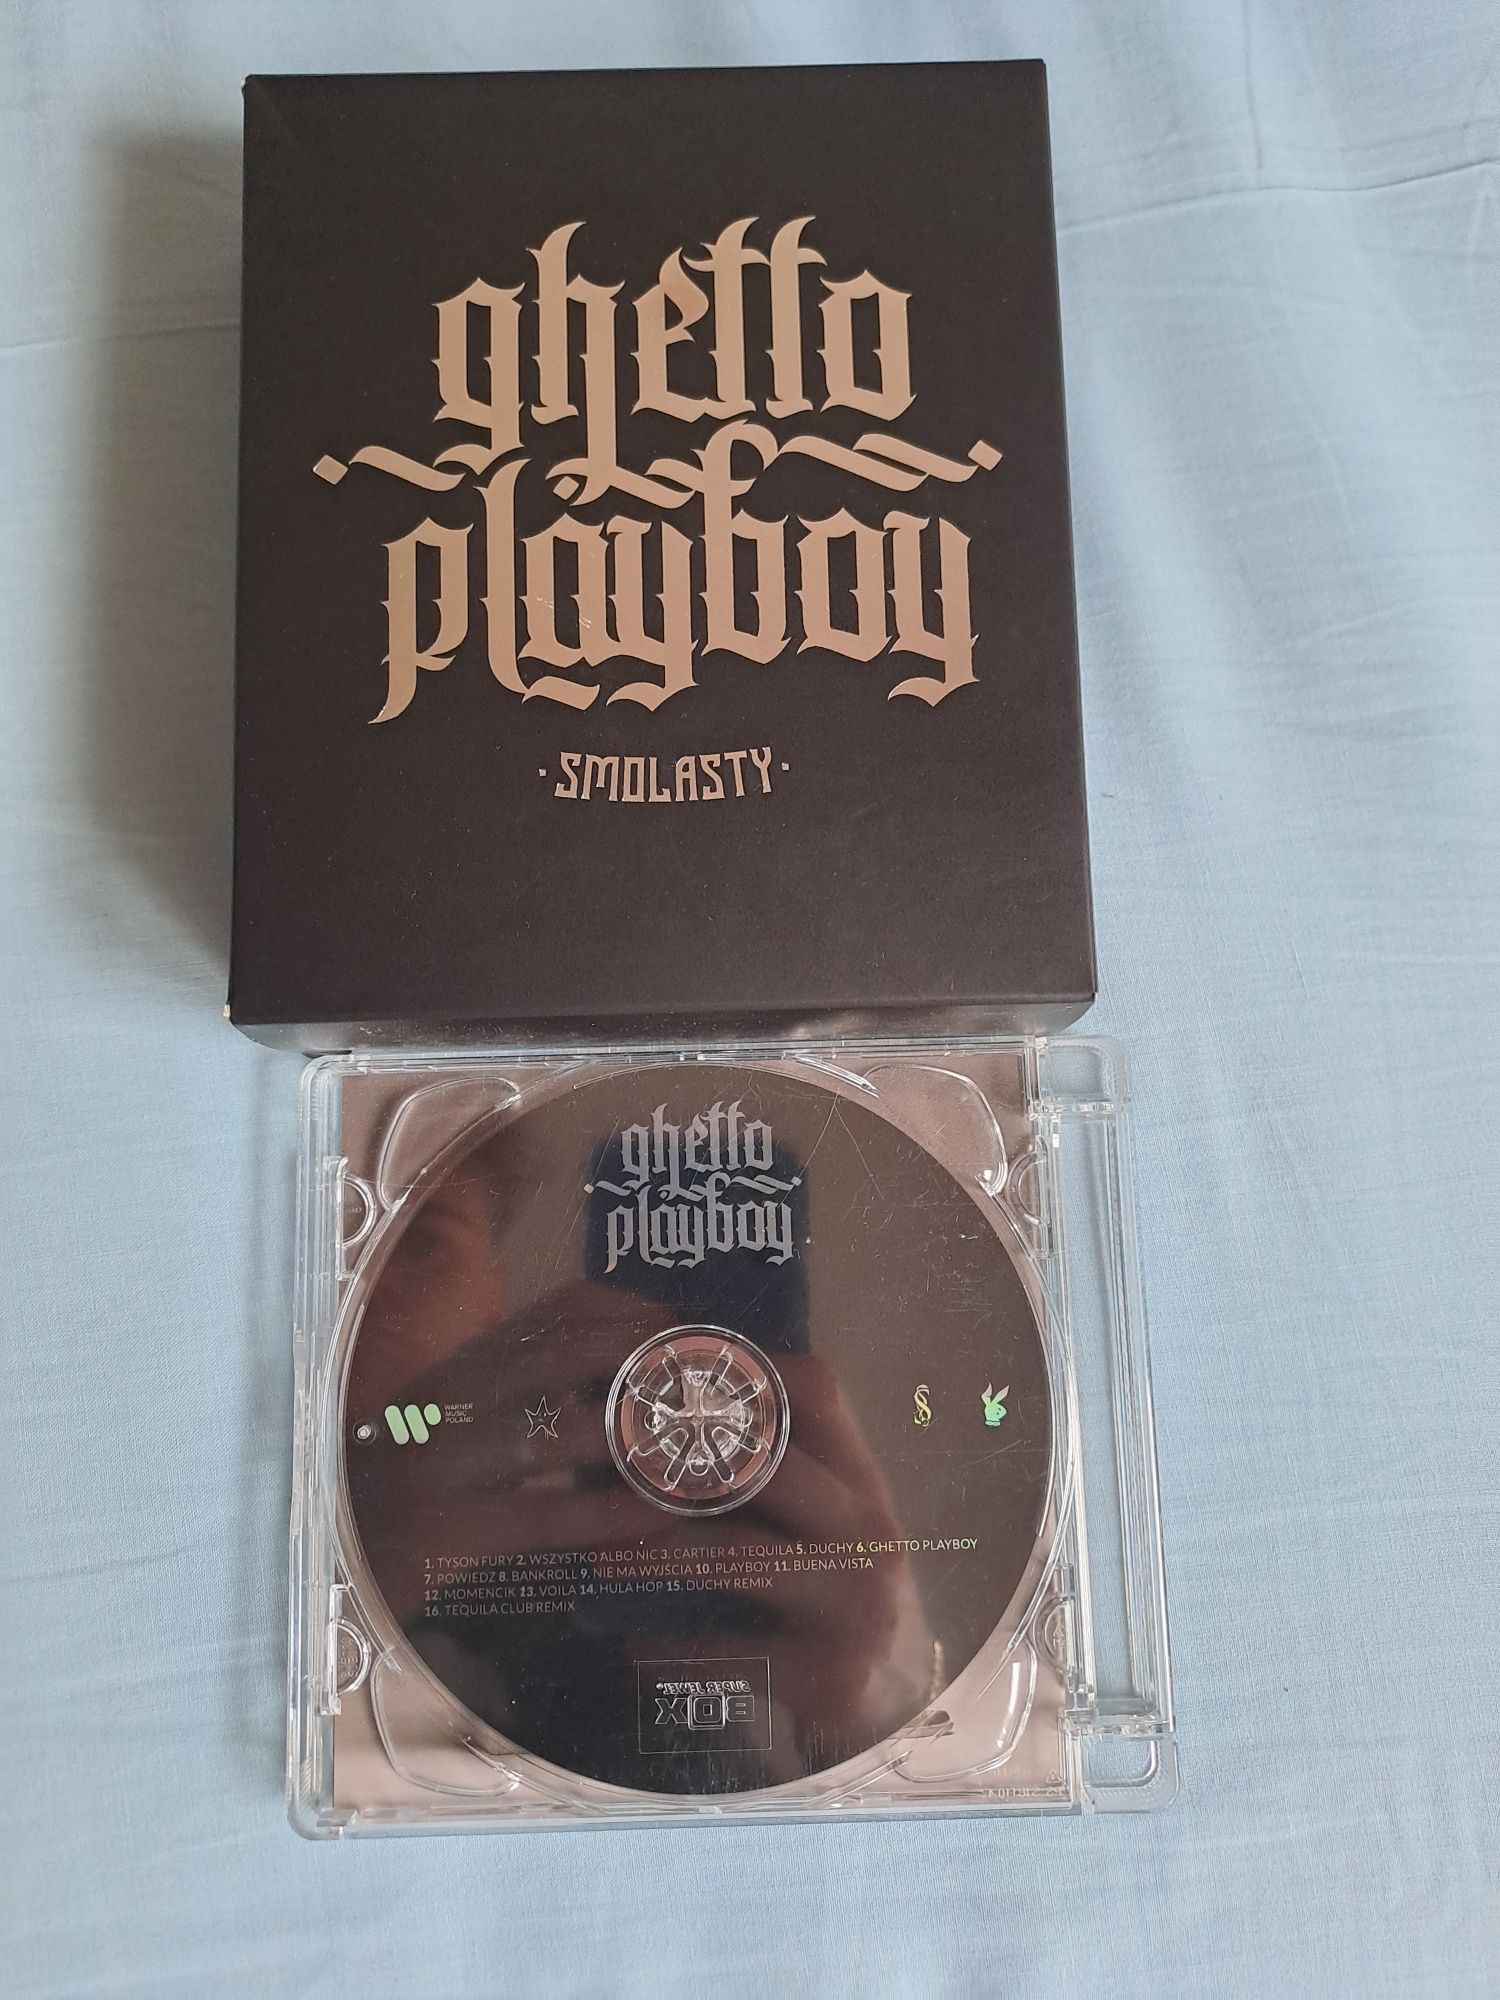 ghetto
playboy
· SMOLASTY ·
ghetto
playboy
WARNER
MUSIC
POLAND
1. TYSON FURY 2. WSZYSTKO ALBO NIC 3. CARTIER 4. TEQUILA 5. DUCHY 6. GHETTO PLAYBOY
7. POWIEDZ 8. BANKROLL 9. NIE MA WYJŚCIA 10. PLAYBOY 11. BUENA VISTA
12. MOMENCIK 13. VOILA 14. HULA HOP 15. DUCHY REMIX
16. TEQUILA CLUB REMIX
SUPER JEWEL
BOX